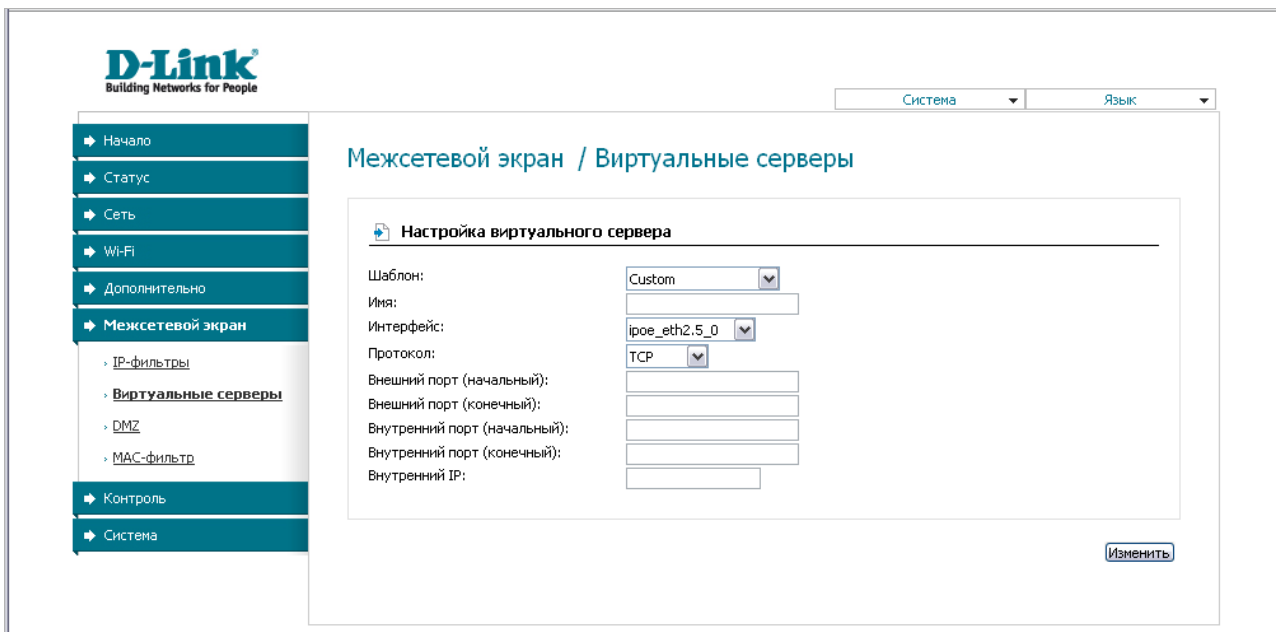 D-Link
Building Networks for People
Система
Язык
Начало
Статус
Сеть
Wi-Fi
Дополнительно
Межсетевой экран
IP-фильтры
Виртуальные серверы
DMZ
MAC-фильтр
Контроль
Система
Межсетевой экран / Виртуальные серверы
Настройка виртуального сервера
Шаблон: Custom
Имя:
Интерфейс: ipoe_eth2.5_0
Протокол: TCP
Внешний порт (начальный):
Внешний порт (конечный):
Внутренний порт (начальный):
Внутренний порт (конечный):
Внутренний IP:
Изменить